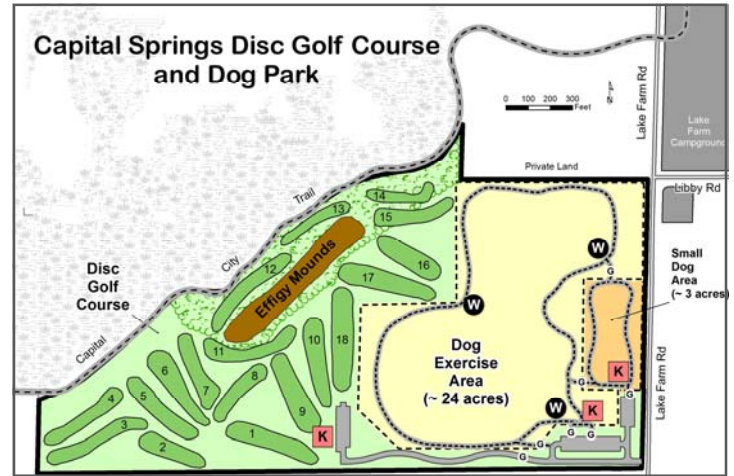 Capital Springs Disc Golf Course
and Dog Park
0 100 200 300
Feet
N
Lake Farm Rd
Lake
Farm
Campground
Private Land
Libby Rd
Small
Dog
Area
(~ 3 acres)
Capital
City
Trail
Disc
Golf
Course
Effigy Mounds
14
13
15
12
16
17
11
10
18
9
8
7
6
5
4
3
2
1
W
W
W
G
G
G
G
G
G
K
K
K
Dog
Exercise
Area
(~ 24 acres)
Lake Farm Rd